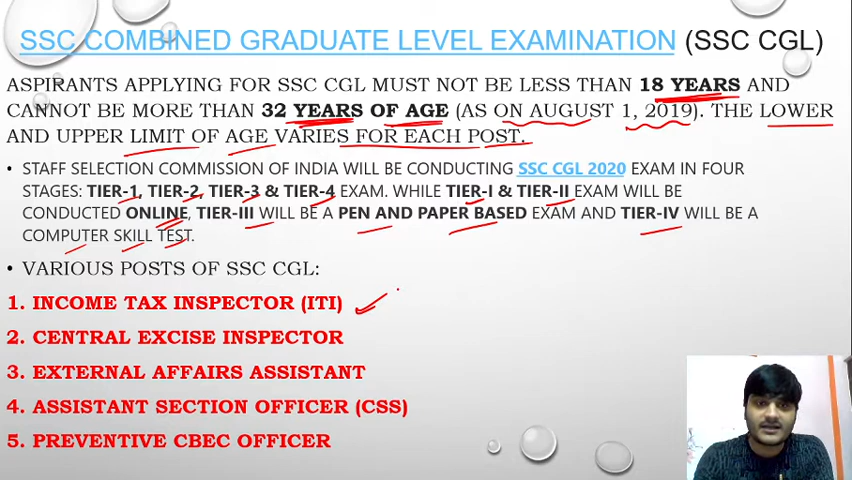 SSC COMBINED GRADUATE LEVEL EXAMINATION (SSC CGL)
ASPIRANTS APPLYING FOR SSC CGL MUST NOT BE LESS THAN 18 YEARS AND
CANNOT BE MORE THAN 32 YEARS OF AGE (AS ON AUGUST 1, 2019). THE LOWER
AND UPPER LIMIT OF AGE VARIES FOR EACH POST.
• STAFF SELECTION COMMISSION OF INDIA WILL BE CONDUCTING SSC CGL 2020 EXAM IN FOUR
STAGES: TIER-1, TIER-2, TIER-3 & TIER-4 EXAM. WHILE TIER-I & TIER-II EXAM WILL BE
CONDUCTED ONLINE, TIER-III WILL BE A PEN AND PAPER BASED EXAM AND TIER-IV WILL BE A
COMPUTER SKILL TEST.
• VARIOUS POSTS OF SSC CGL:
1. INCOME TAX INSPECTOR (ITI)
2. CENTRAL EXCISE INSPECTOR
3. EXTERNAL AFFAIRS ASSISTANT
4. ASSISTANT SECTION OFFICER (CSS)
5. PREVENTIVE CBEC OFFICER